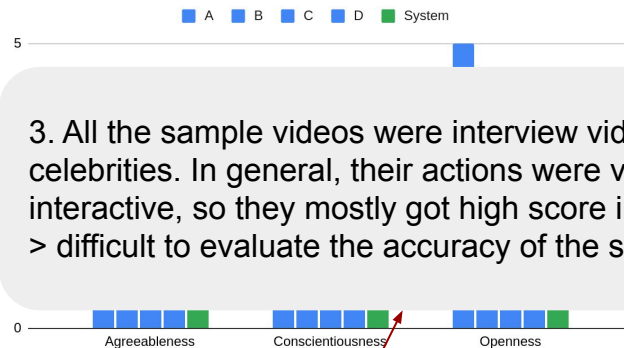 A B C D System
5
3. All the sample videos were interview vid
celebrities. In general, their actions were v
interactive, so they mostly got high score i
> difficult to evaluate the accuracy of the s
0
Agreeableness Conscientiousness Openness